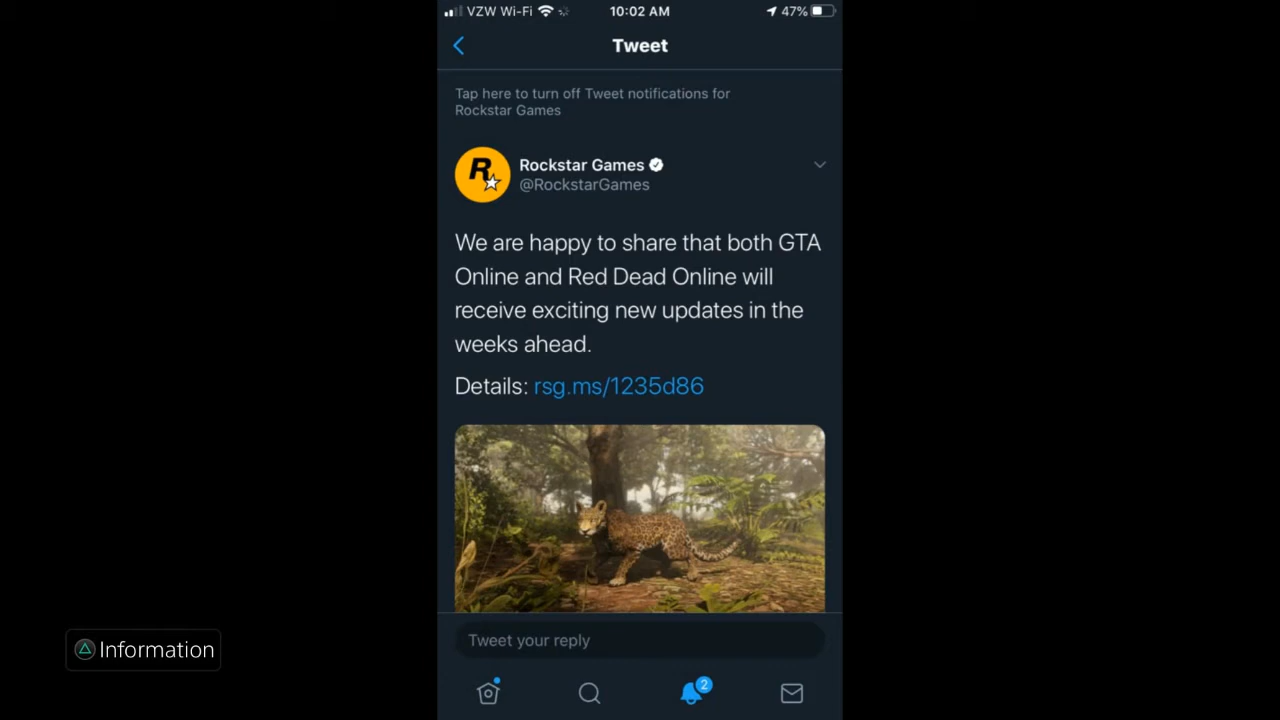 VZW Wi-Fi 10:02 AM 47%
Tweet
Tap here to turn off Tweet notifications for
Rockstar Games
Rockstar Games
@RockstarGames
We are happy to share that both GTA
Online and Red Dead Online will
receive exciting new updates in the
weeks ahead.
Details: rsg.ms/1235d86
Tweet your reply
2
Information